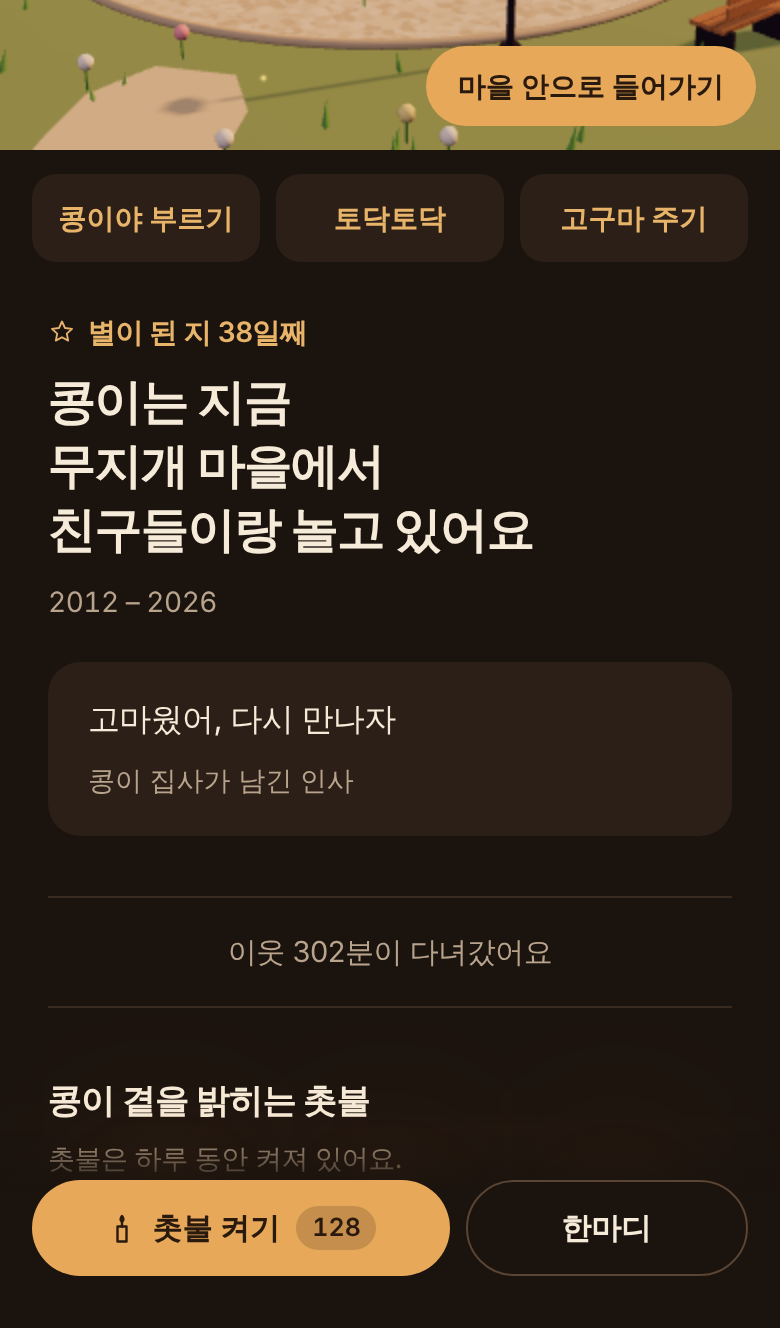 마을 안으로 들어가기
콩이야 부르기
토닥토닥
고구마 주기
별이 된 지 38일째
콩이는 지금
무지개 마을에서
친구들이랑 놀고 있어요
2012 – 2026
고마웠어, 다시 만나자
콩이 집사가 남긴 인사
이웃 302분이 다녀갔어요
콩이 곁을 밝히는 촛불
촛불은 하루 동안 켜져 있어요.
촛불 켜기 128
한마디